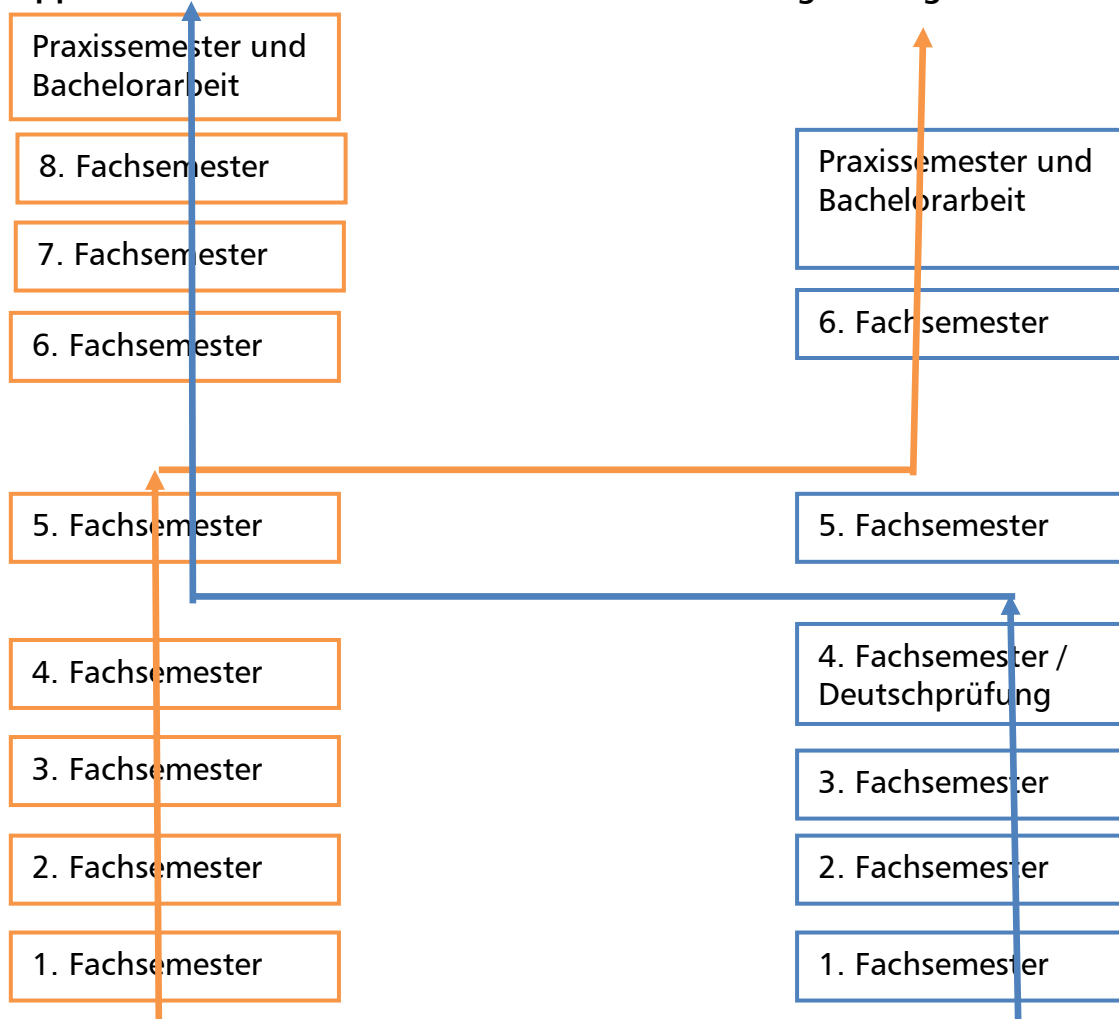 Praxissemester und
Bachelorarbeit
8. Fachsemester
7. Fachsemester
6. Fachsemester
5. Fachsemester
4. Fachsemester
3. Fachsemester
2. Fachsemester
1. Fachsemester
Praxissemester und
Bachelorarbeit
6. Fachsemester
5. Fachsemester
4. Fachsemester /
Deutschprüfung
3. Fachsemester
2. Fachsemester
1. Fachsemester